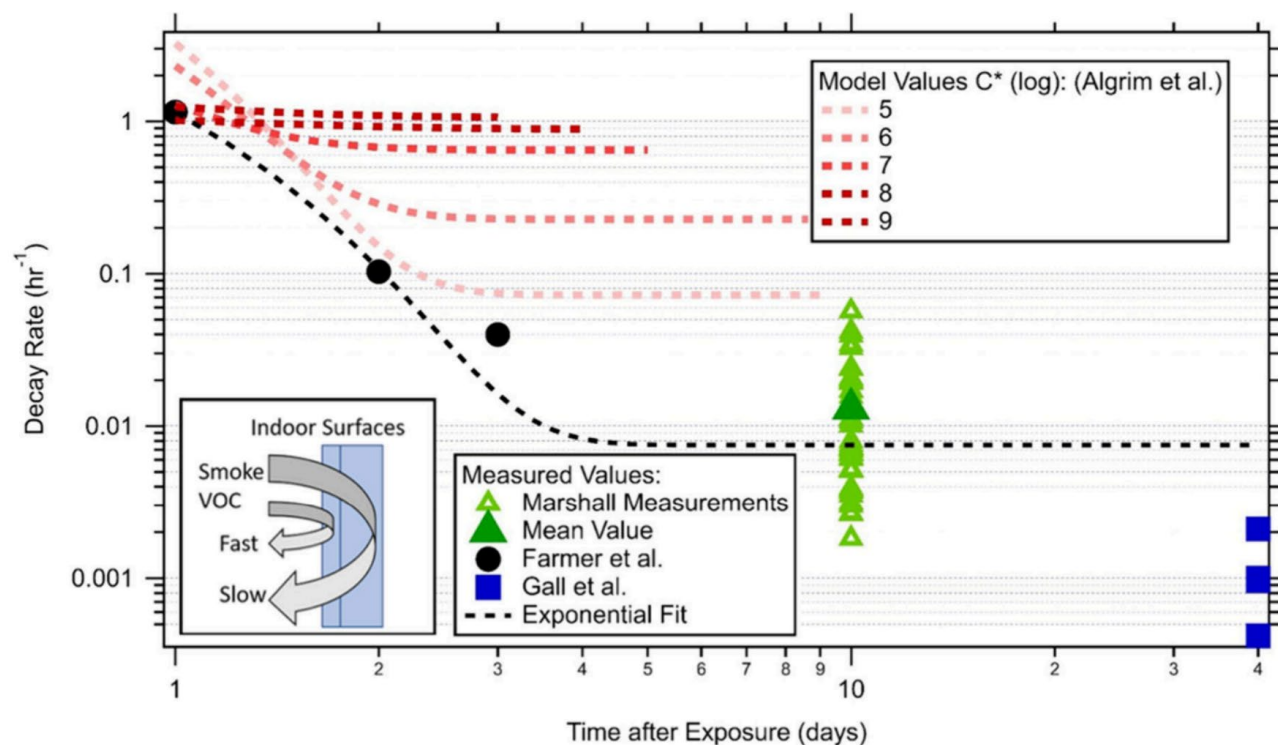 Decay Rate (hr-1)
1
0.1
0.01
0.001
Model Values C* (log): (Algrim et al.)
5
6
7
8
9
Indoor Surfaces
Smoke
VOC
Fast
Slow
Measured Values:
Marshall Measurements
Mean Value
Farmer et al.
Gall et al.
Exponential Fit
1 2 3 4 5 6 7 8 9 10 2 3 4
Time after Exposure (days)